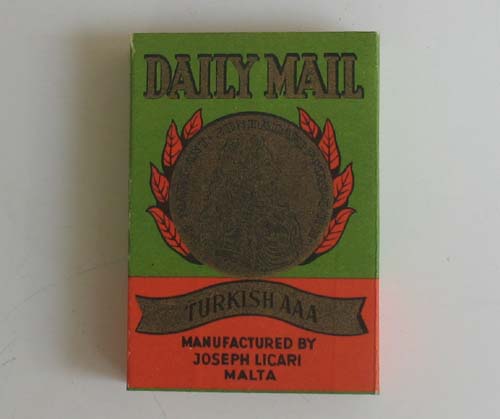 DAILY MAIL
TURKISH AAA
MANUFACTURED BY
JOSEPH LICARI
MALTA